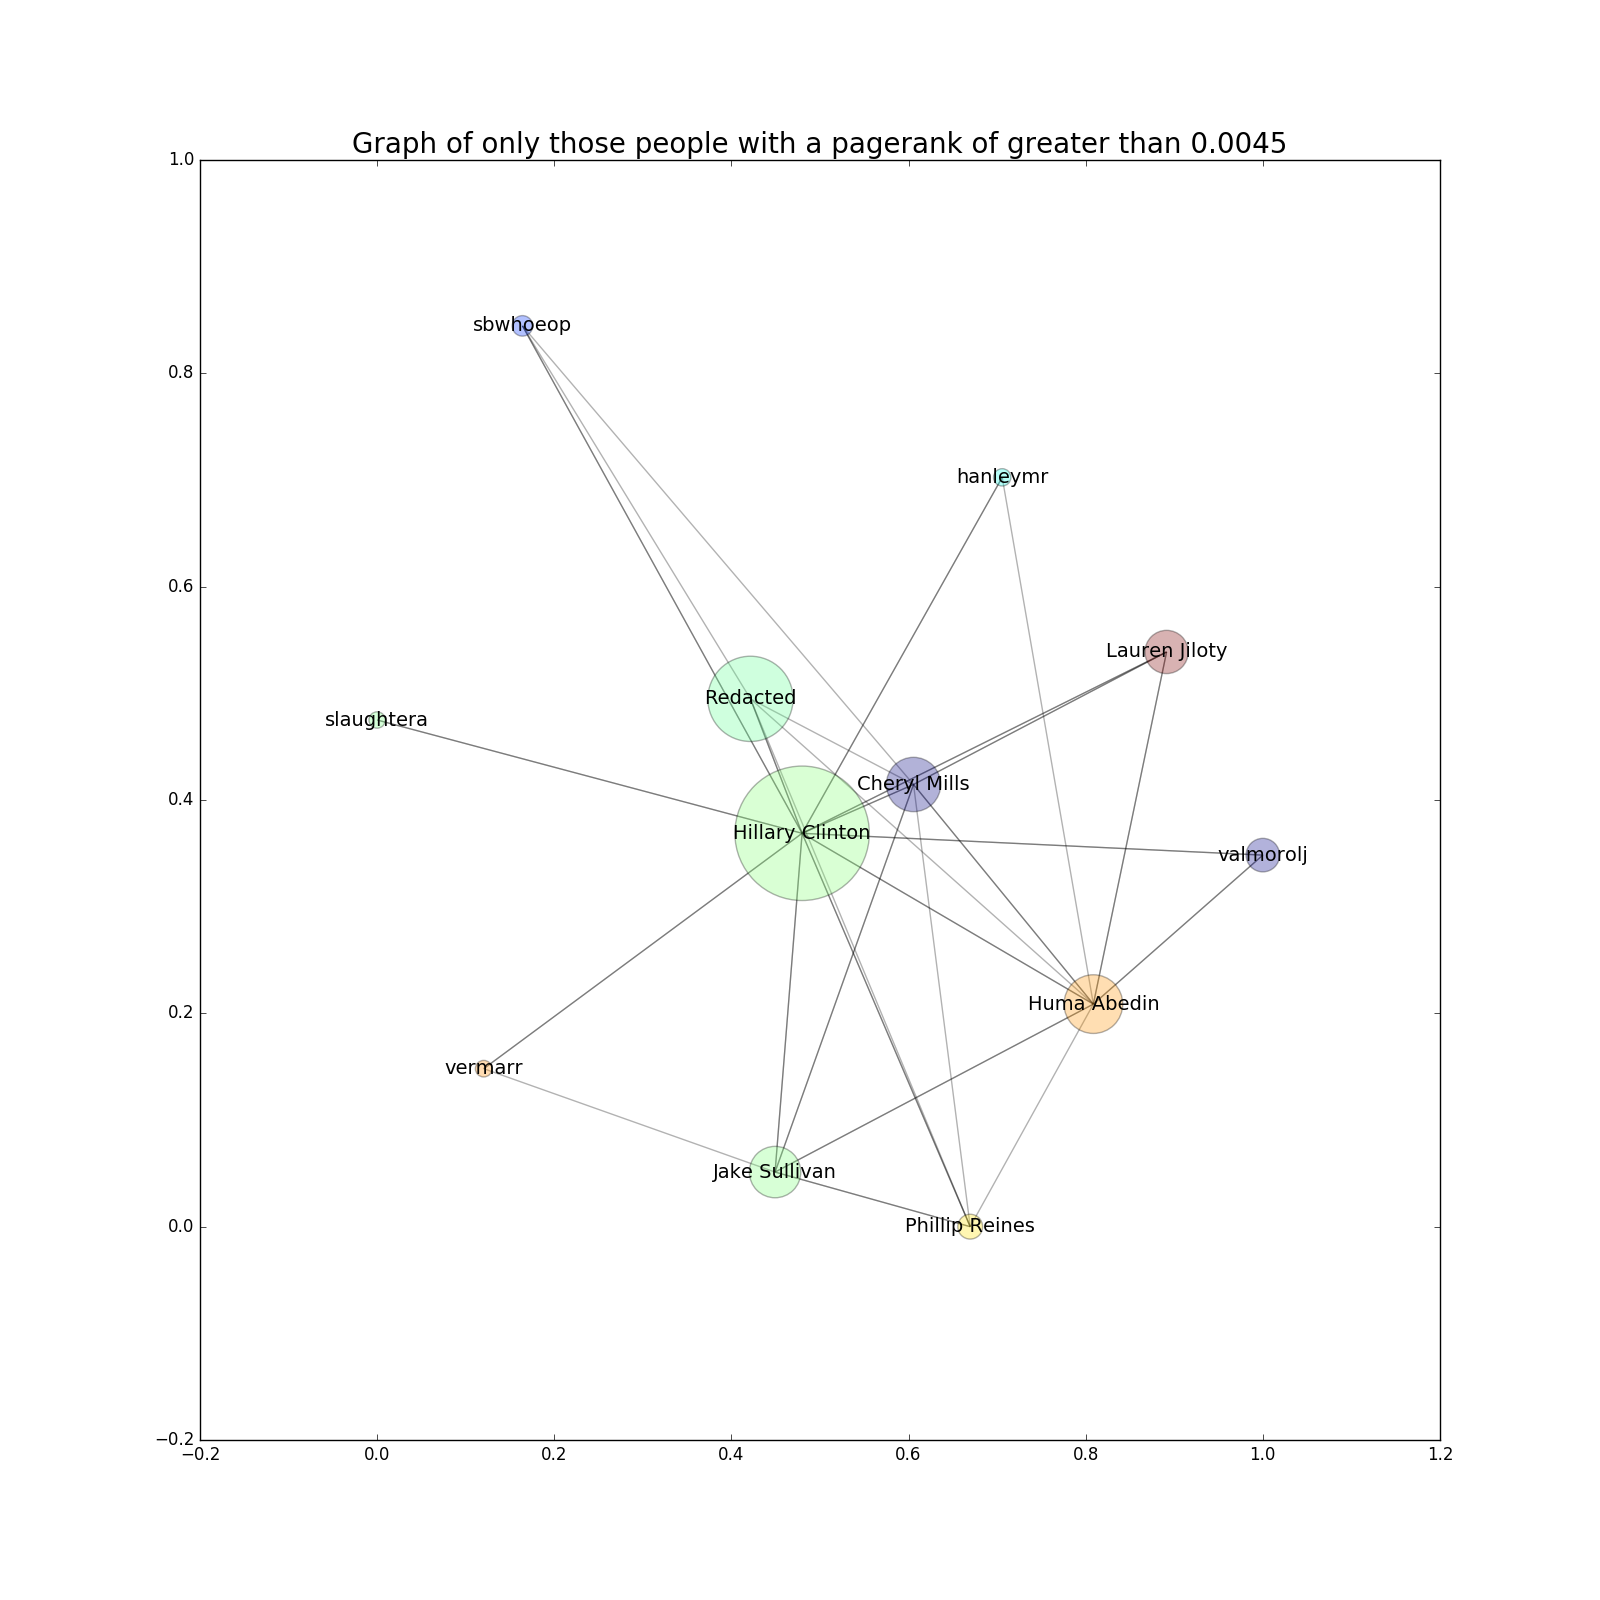 Graph of only those people with a pagerank of greater than 0.0045
1.0
sbwhoeop
0.8
hanleymr
0.6
Lauren Jiloty
Redacted
slaughtera
0.4
Cheryl Mills
Hillary Clinton
valmorolj
0.2
Huma Abedin
vermarr
Jake Sullivan
0.0
Phillip Reines
−0.2
−0.2 0.0 0.2 0.4 0.6 0.8 1.0 1.2